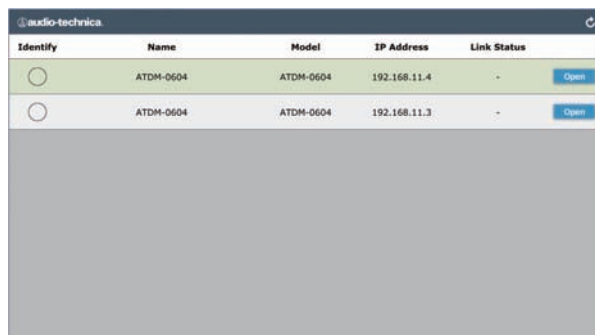 audio-technica.
Identify Name Model IP Address Link Status
ATDM-0604 ATDM-0604 192.168.11.4 - Open
ATDM-0604 ATDM-0604 192.168.11.3 - Open